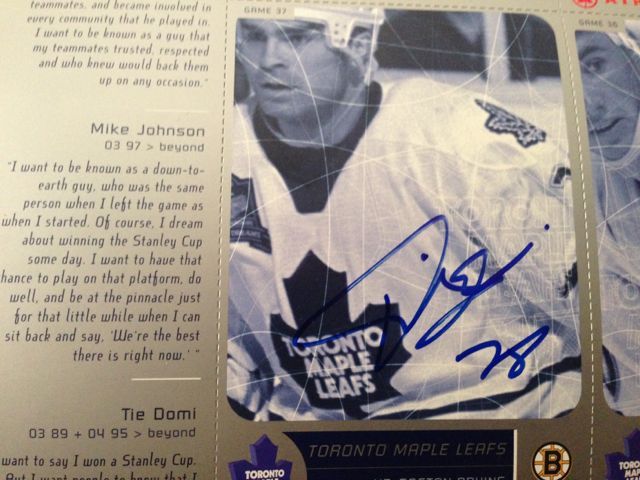 teammates, and became involved in
every community that he played in.
I want to be known as a guy that
my teammates trusted, respected
and who knew would back them
up on any occasion."
Mike Johnson
03 97 > beyond
"I want to be known as a down-to-
earth guy, who was the same
person when I left the game as
when I started. Of course, I dream
about winning the Stanley Cup
some day. I want to have that
chance to play on that platform, do
well, and be at the pinnacle just
for that little while when I can
sit back and say, 'We're the best
there is right now.' "
Tie Domi
03 89 + 04 95 > beyond
want to say I won a Stanley Cup.
GAME 37
TORONTO
MAPLE
LEAFS
28
TORONTO MAPLE LEAFS
TORONTO
B